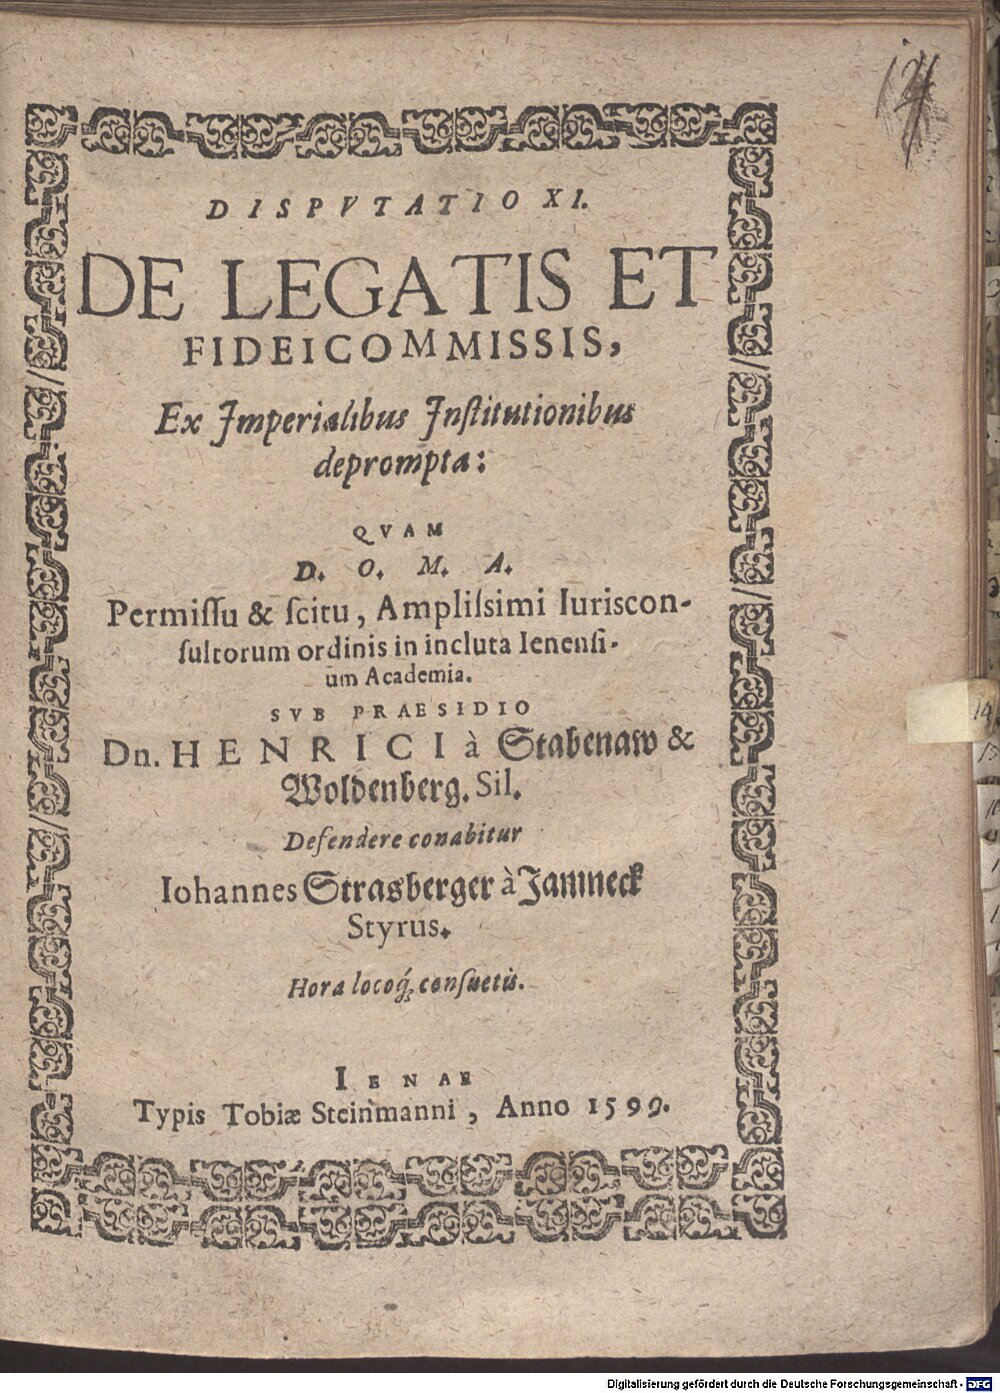 DISPVTATIO XI.
DE LEGATIS ET
FIDEICOMMISSIS,
Ex Imperialibus Inſtitutionibus
deprompta:
QVAM
D. O. M. A.
Permiſſu & ſcitu, Ampliſsimi Iuriscon-
ſultorum ordinis in incluta Ienenſi-
um Academia.
SVB PRAESIDIO
Dn. HENRICI à Stabenaw &
Woldenberg. Sil.
Defendere conabitur
Iohannes Strasberger à Jamneck
Styrus.
Hora locoq́; conſuetis.
IENAE
Typis Tobiæ Steinmanni, Anno 1599.
14
Digitalisierung gefördert durch die Deutsche Forschungsgemeinschaft - DFG